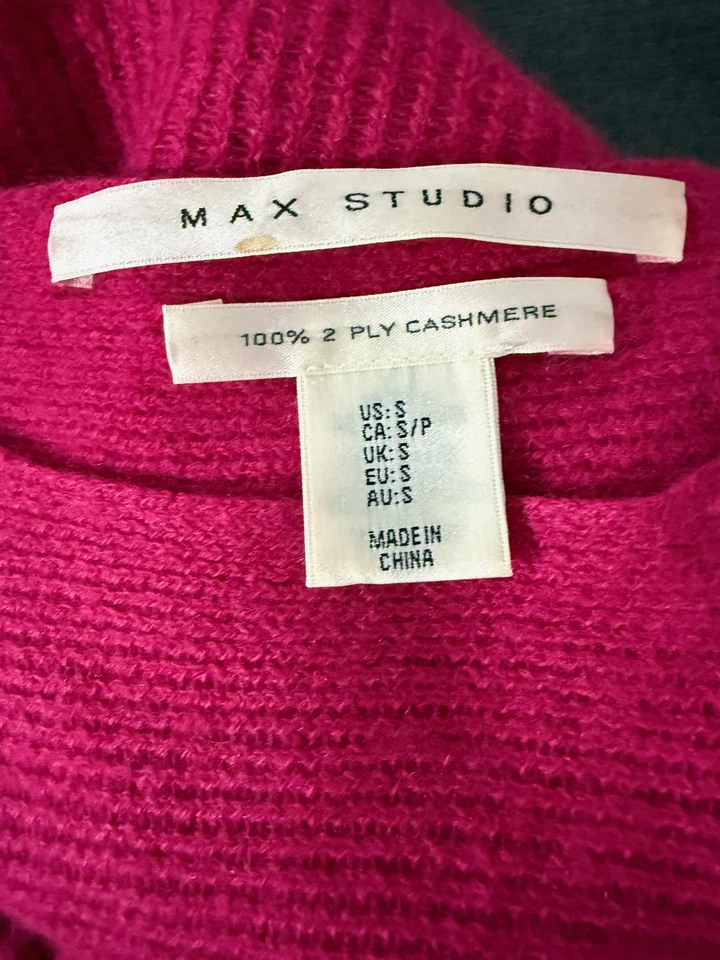 MAX STUDIO
100% 2 PLY CASHMERE
US: S
CA: S/P
UK: S
EU: S
AU: S
MADE IN
CHINA